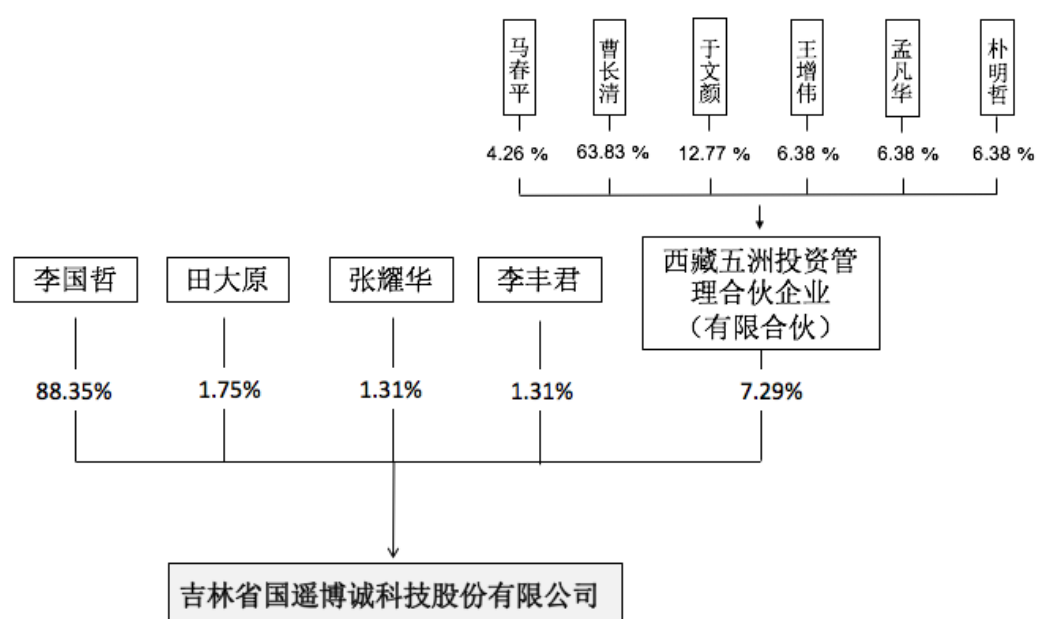 马春平
曹长清
于文颜
王增伟
孟凡华
朴明哲
4.26 %
63.83 %
12.77 %
6.38 %
6.38 %
6.38 %
李国哲
田大原
张耀华
李丰君
西藏五洲投资管
理合伙企业
（有限合伙）
88.35%
1.75%
1.31%
1.31%
7.29%
吉林省国遥博诚科技股份有限公司